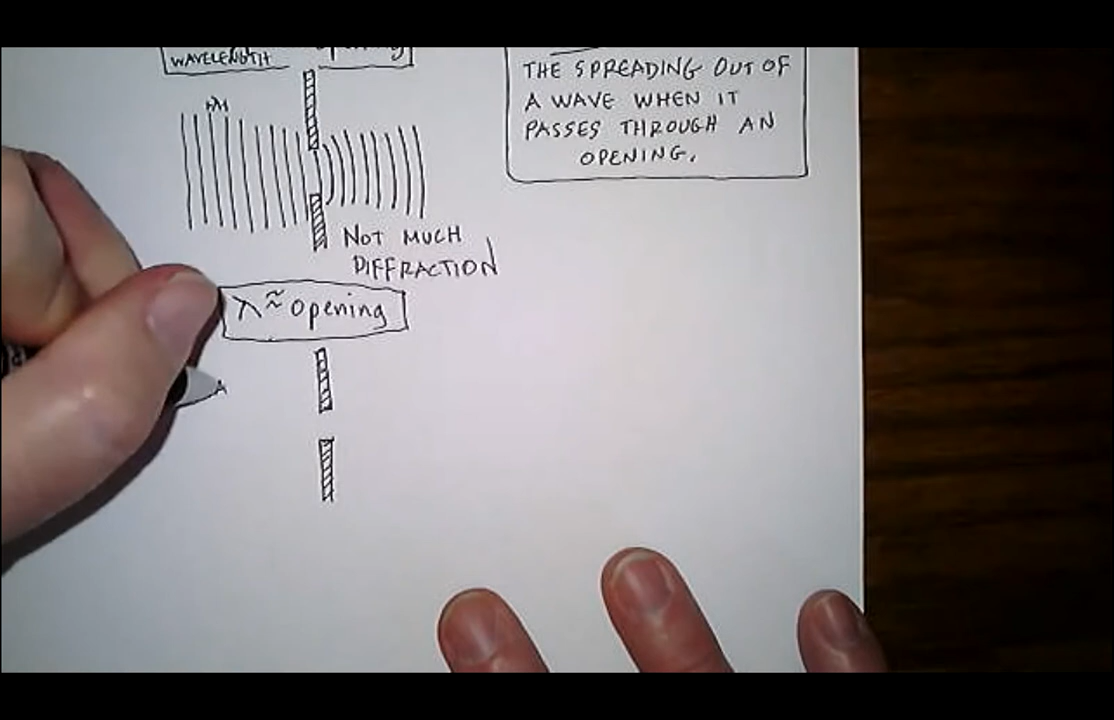 WAVELENGTH
THE SPREADING OUT OF
A WAVE WHEN IT
PASSES THROUGH AN
OPENING.
NOT MUCH
DIFFRACTION
λ ≈ opening